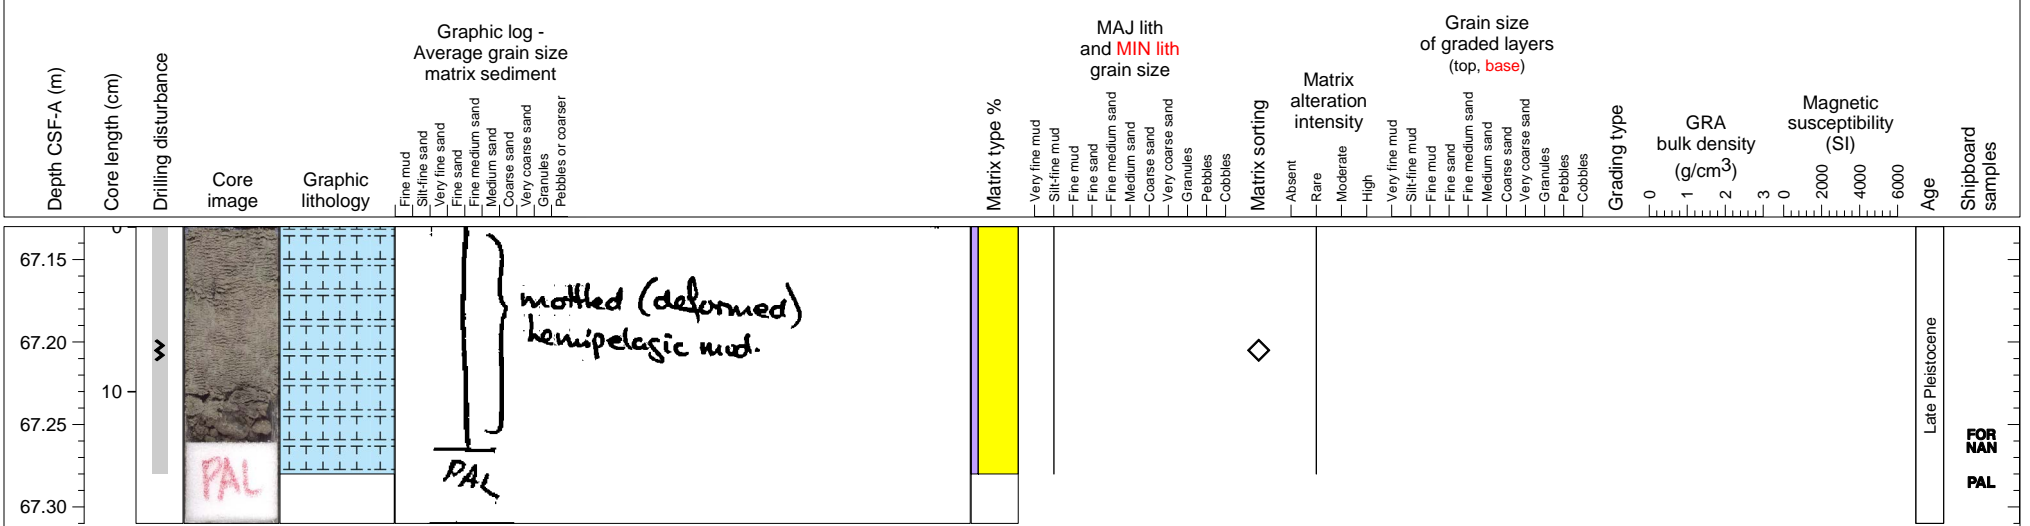 Depth CSF-A (m)
Core length (cm)
Drilling disturbance
Core
image
Graphic
lithology
Graphic log -
Average grain size
matrix sediment
Fine mud
Silt-fine sand
Very fine sand
Fine sand
Fine medium sand
Medium sand
Coarse sand
Very coarse sand
Granules
Pebbles or coarser
Matrix type %
MAJ lith
and MIN lith
grain size
Very fine mud
Silt-fine mud
Fine mud
Fine sand
Fine medium sand
Medium sand
Coarse sand
Very coarse sand
Granules
Pebbles
Cobbles
Matrix sorting
Matrix
alteration
intensity
Absent
Rare
Moderate
High
Grain size
of graded layers
(top, base)
Very fine mud
Silt-fine mud
Fine mud
Fine sand
Fine medium sand
Medium sand
Coarse sand
Very coarse sand
Granules
Pebbles
Cobbles
Grading type
GRA
bulk density
(g/cm3)
0 1 2 3
Magnetic
susceptibility
(SI)
0 2000 4000 6000
Age
Shipboard
samples
67.15
67.20
67.25
67.30
0
10
PAL
mottled (deformed)
hemipelagic mud.
PAL
Late Pleistocene
FOR
NAN
PAL